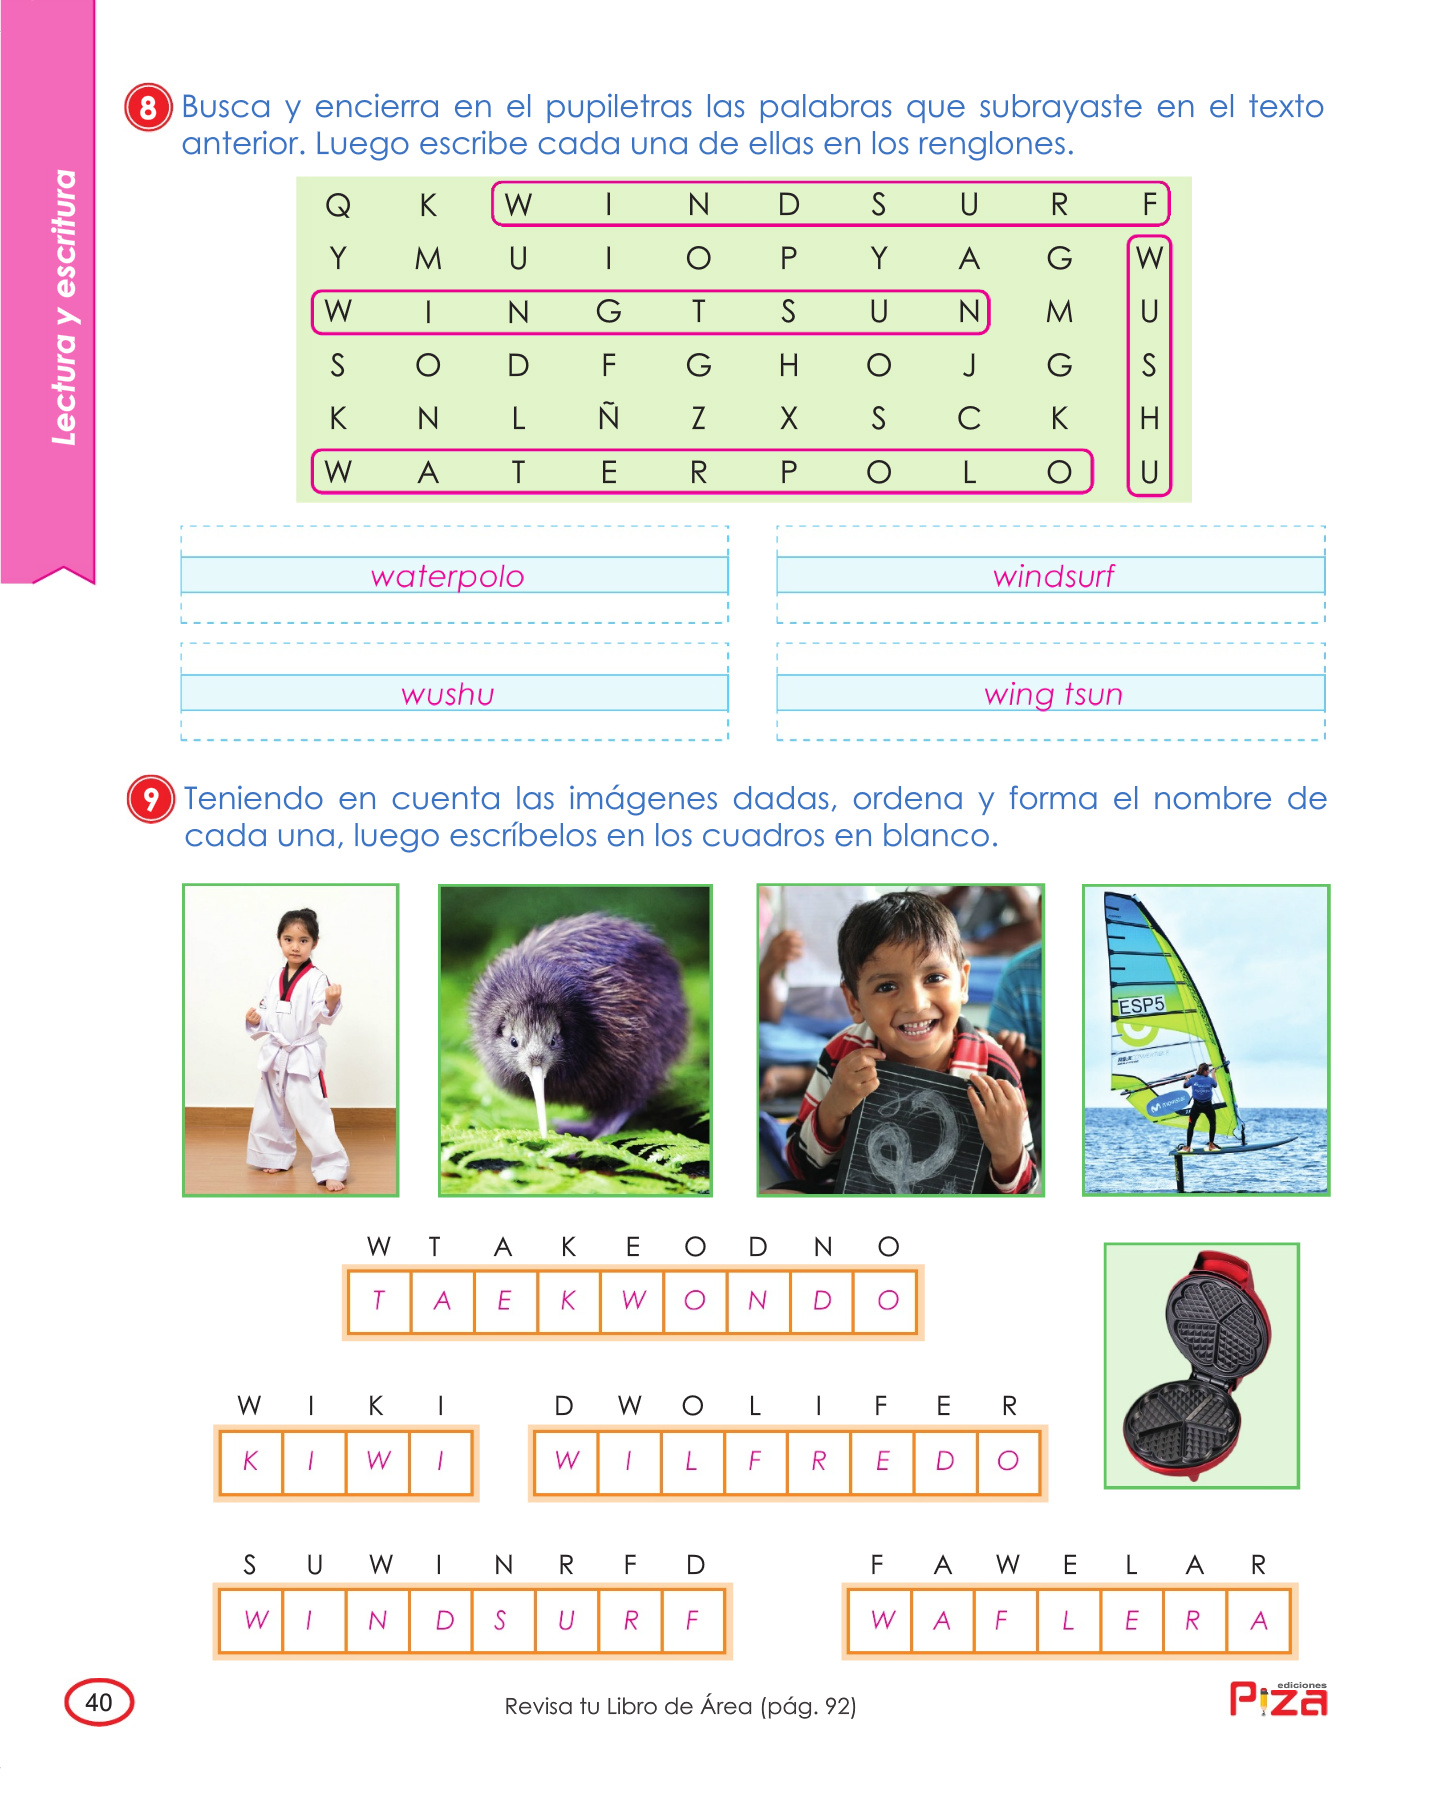 Lectura y escritura
8 Busca y encierra en el pupiletras las palabras que subrayaste en el texto
anterior. Luego escribe cada una de ellas en los renglones.
Q K W I N D S U R F
Y M U I O P Y A G W
W I N G T S U N M U
S O D F G H O J G S
K N L Ñ Z X S C K H
W A T E R P O L O U
waterpolo windsurf
wushu wing tsun
9 Teniendo en cuenta las imágenes dadas, ordena y forma el nombre de
cada una, luego escríbelos en los cuadros en blanco.
ESP5
movistar
W T A K E O D N O
T A E K W O N D O
W I K I D W O L I F E R
K I W I W I L F R E D O
S U W I N R F D F A W E L A R
W I N D S U R F W A F L E R A
40
Revisa tu Libro de Área (pág. 92)
ediciones
Piza